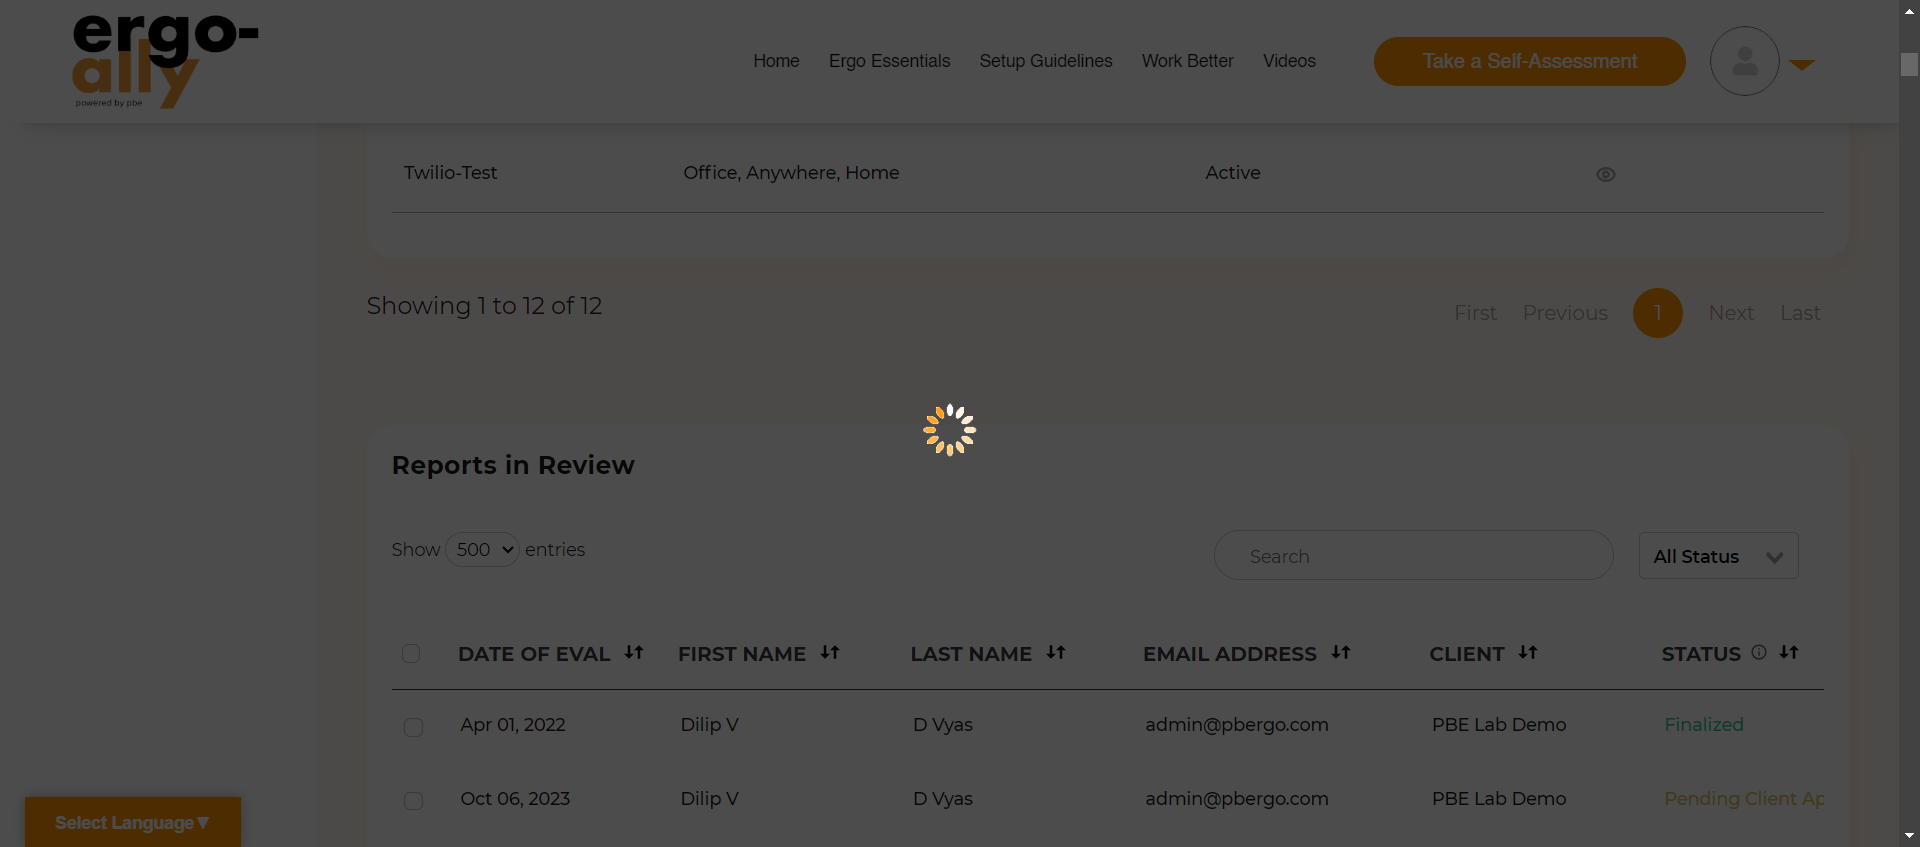 ergo-
ally
powered by pbe
Home Ergo Essentials Setup Guidelines Work Better Videos Take a Self-Assessment
Twilio-Test Office, Anywhere, Home Active
Showing 1 to 12 of 12
First Previous 1 Next Last
Reports in Review
Show 500 entries Search All Status
DATE OF EVAL FIRST NAME LAST NAME EMAIL ADDRESS CLIENT STATUS
Apr 01, 2022 Dilip V D Vyas admin@pbergo.com PBE Lab Demo Finalized
Oct 06, 2023 Dilip V D Vyas admin@pbergo.com PBE Lab Demo Pending Client Ap
Select Language▼